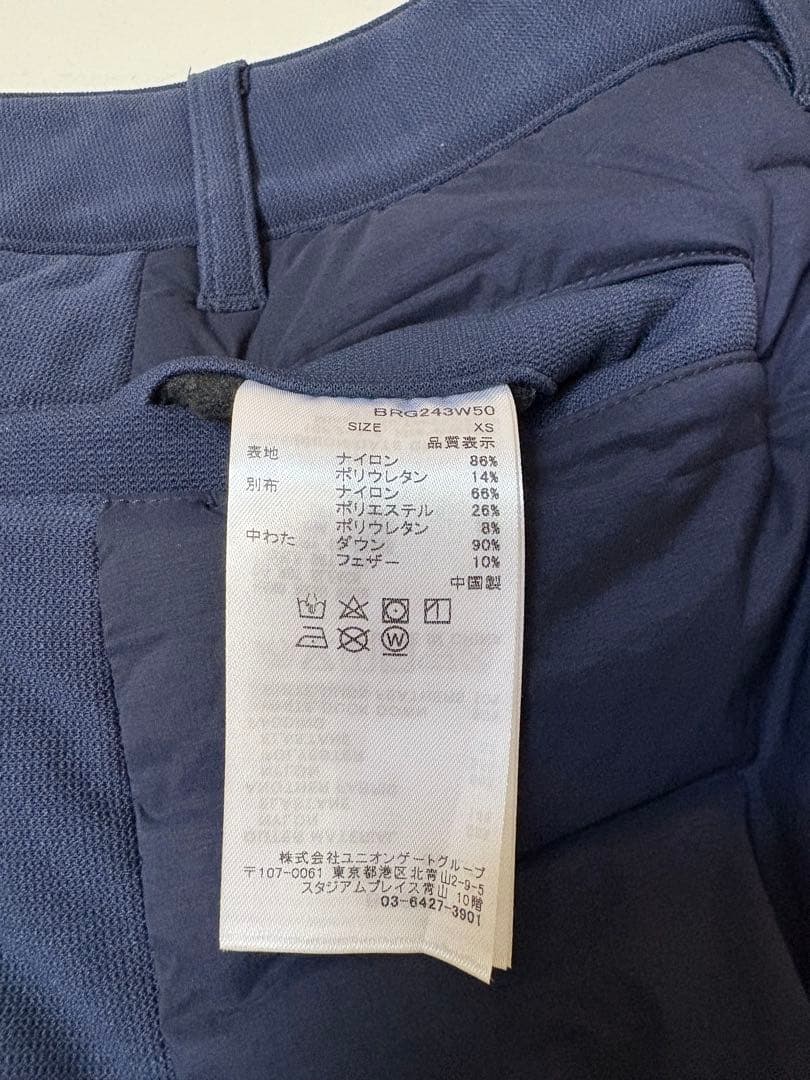 BRG243W50
SIZE XS
品質表示
表地 ナイロン 86%
ポリウレタン 14%
別布 ナイロン 66%
ポリエステル 26%
ポリウレタン 8%
中わた ダウン 90%
フェザー 10%
中国製
W
株式会社ユニオンゲートグループ
〒107-0061 東京都港区北青山2-9-5
スタジアムプレイス青山 10階
03-6427-3901